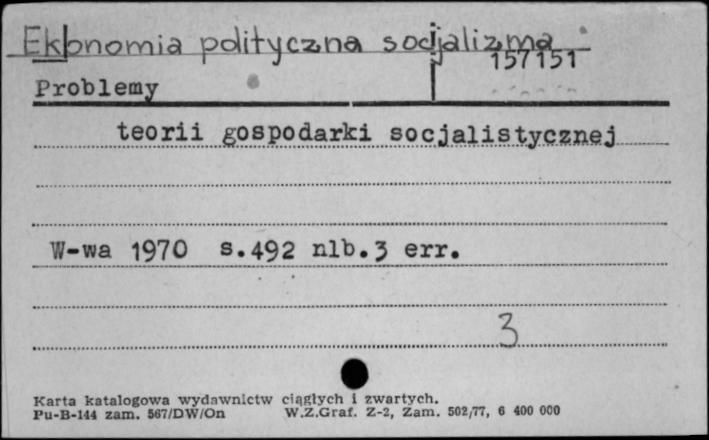 Ekonomia polityczna socjalizma
157151
Problemy
teorii gospodarki socjalistycznej
W-wa 1970 s.492 nlb.3 err.
3
Karta katalogowa wydawnictw ciągłych i zwartych.
Pu-B-144 zam. 567/DW/On W.Z.Graf. Z-2, Zam. 502/77, 6 400 000